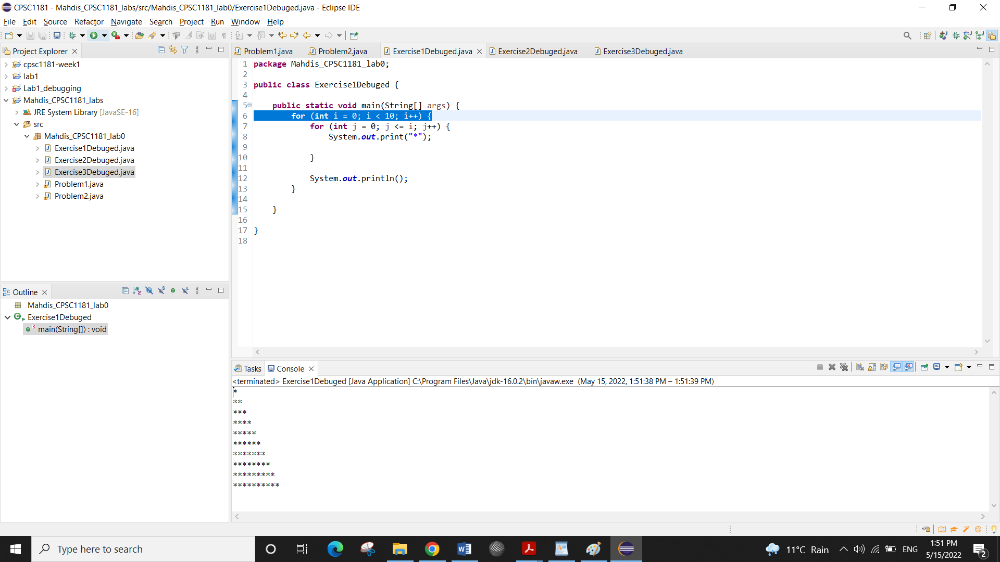 CPSC1181 - Mahdis_CPSC1181_labs/src/Mahdis_CPSC1181_lab0/Exercise1Debuged.java - Eclipse IDE
File Edit Source Refactor Navigate Search Project Run Window Help
Project Explorer
cpsc1181-week1
lab1
Lab1_debugging
Mahdis_CPSC1181_labs
JRE System Library [JavaSE-16]
src
Mahdis_CPSC1181_lab0
Exercise1Debuged.java
Exercise2Debuged.java
Exercise3Debuged.java
Problem1.java
Problem2.java
Outline
Mahdis_CPSC1181_lab0
Exercise1Debuged
main(String[]) : void
Problem1.java Problem2.java Exercise1Debuged.java Exercise2Debuged.java Exercise3Debuged.java
1 package Mahdis_CPSC1181_lab0;
2
3 public class Exercise1Debuged {
4
5 public static void main(String[] args) {
6 for (int i = 0; i < 10; i++) {
7 for (int j = 0; j <= i; j++) {
8 System.out.print("*");
9
10 }
11
12 System.out.println();
13 }
14
15 }
16
17 }
18
Tasks Console
<terminated> Exercise1Debuged [Java Application] C:\Program Files\Java\jdk-16.0.2\bin\javaw.exe (May 15, 2022, 1:51:38 PM – 1:51:39 PM)
*
**
***
****
*****
******
*******
********
*********
**********
Type here to search
11°C Rain
ENG
1:51 PM
5/15/2022
2